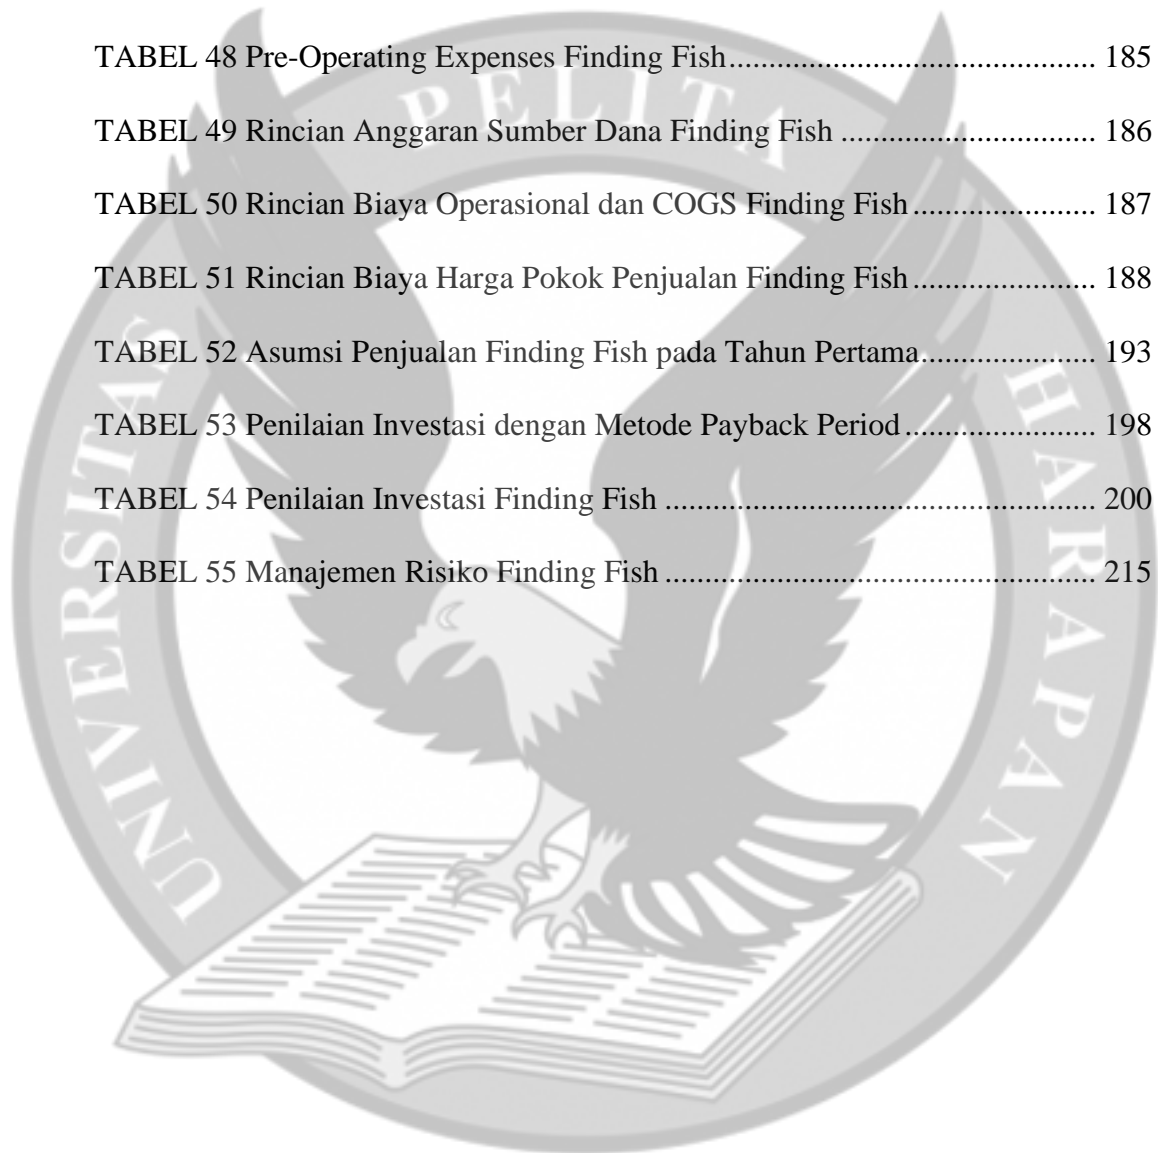 TABEL 48 Pre-Operating Expenses Finding Fish.............................................. 185
TABEL 49 Rincian Anggaran Sumber Dana Finding Fish ................................ 186
TABEL 50 Rincian Biaya Operasional dan COGS Finding Fish....................... 187
TABEL 51 Rincian Biaya Harga Pokok Penjualan Finding Fish....................... 188
TABEL 52 Asumsi Penjualan Finding Fish pada Tahun Pertama...................... 193
TABEL 53 Penilaian Investasi dengan Metode Payback Period........................ 198
TABEL 54 Penilaian Investasi Finding Fish ...................................................... 200
TABEL 55 Manajemen Risiko Finding Fish...................................................... 215
UNIVERSITAS PELITA HARAPAN